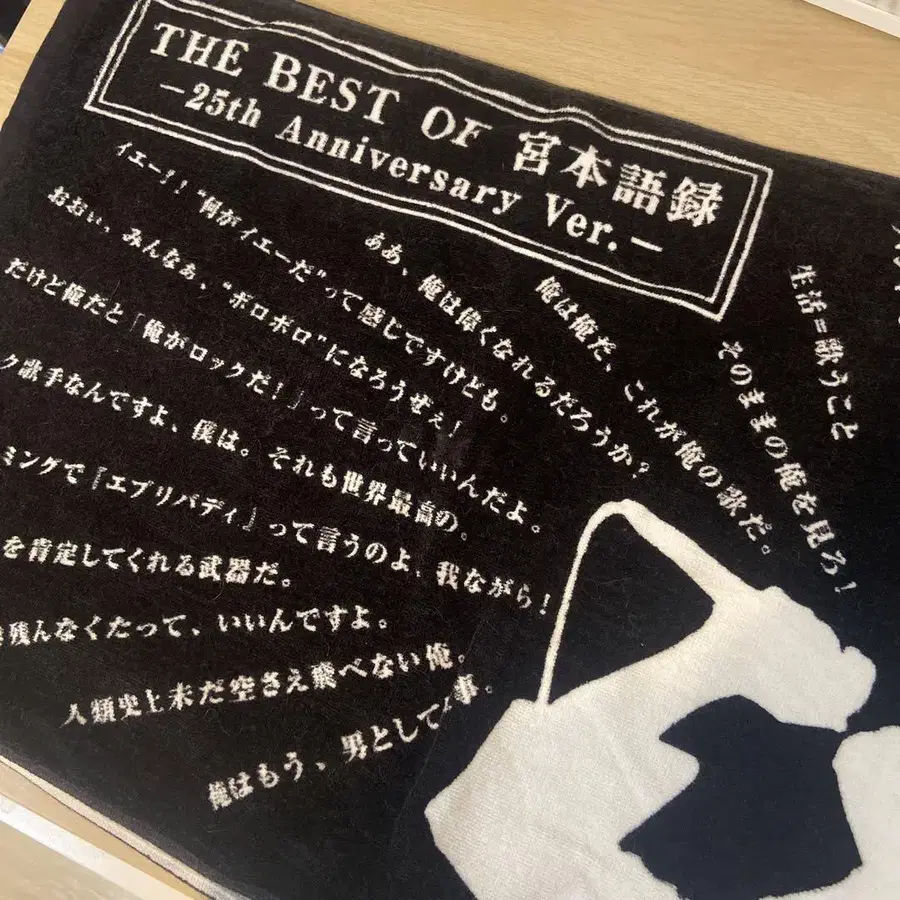 THE BEST OF 宮本語録
-25th Anniversary Ver.-
イエー!!"何がイエーだ"って感じですけども。
おおい、みんなぁ、"ボロボロ"になろうぜぇ!
だけど俺だと「俺がロックだ!」って言っていいんだよ。
ク歌手なんですよ、僕は。それも世界最高の。
ミングで『エブリバディ』って言うのよ、我ながら!
を肯定してくれる武器だ。
残んなくたって、いいんですよ。
人類史上未だ空さえ飛べない俺。
俺はもう、男として 事。
ああ、俺は偉くなれるだろうか?
俺は俺だ、これが俺の歌だ。
そのままの俺を見ろ!
生活=歌うこと